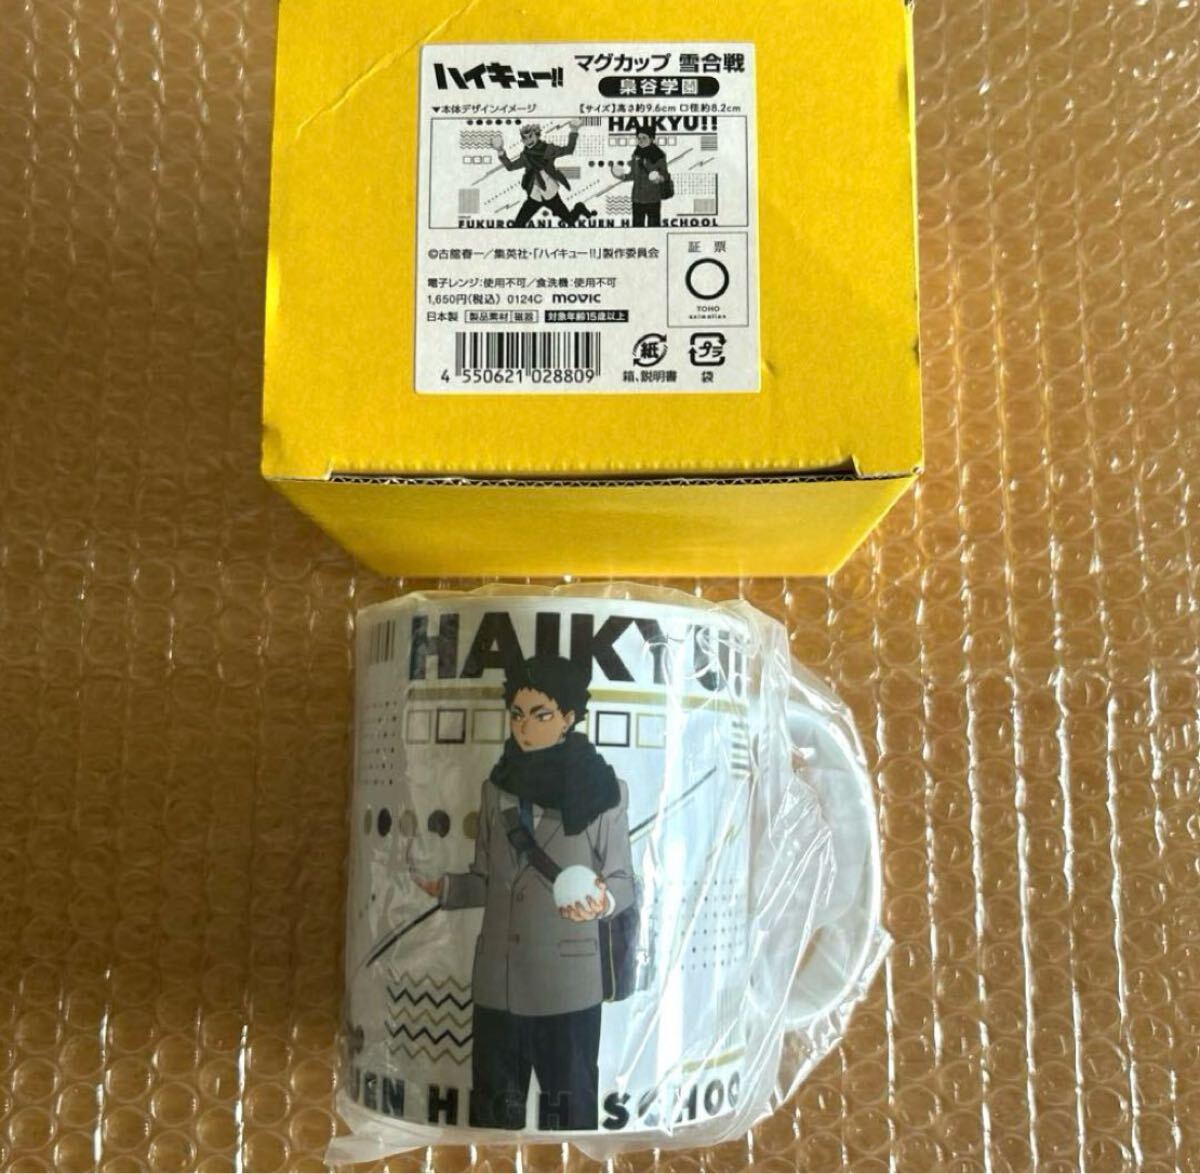 ハイキュー!! マグカップ 雪合戦
梟谷学園
▼本体デザインイメージ 【サイズ】高さ約9.6cm 口径約8.2cm
HAIKYU!!
FUKURODANI GAKUEN HIGH SCHOOL
©古舘春一/集英社・「ハイキュー!!」製作委員会
証票
TOHO
animation
電子レンジ:使用不可/食洗機:使用不可
1,650円(税込) 0124C movic
日本製 製品素材 磁器 対象年齢15歳以上
4 550621 028809
紙 プラ
箱、説明書 袋
HAIKYU!!
UEN HIGH SCHOO